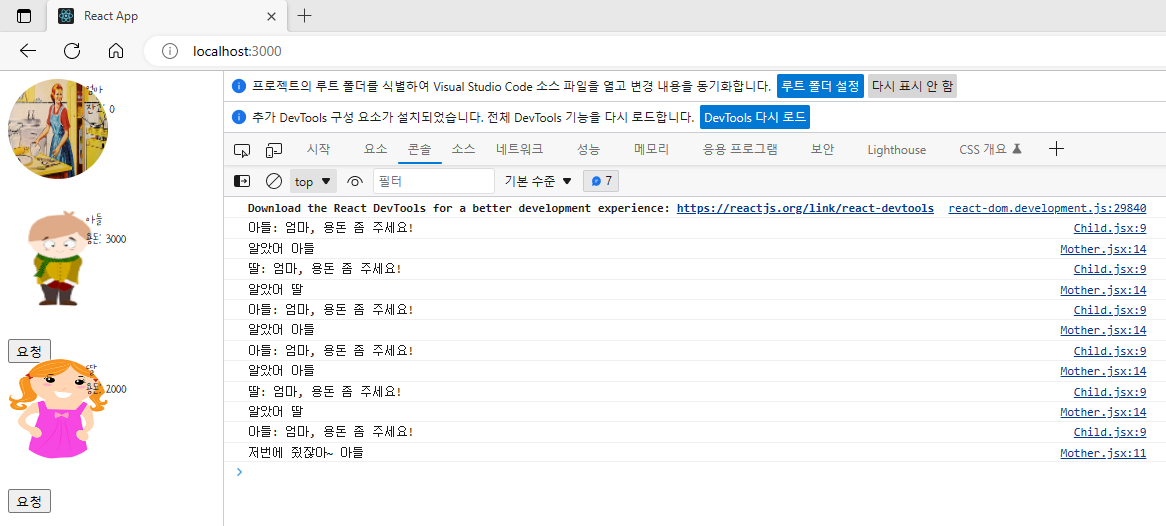 React App
localhost:3000
엄마
잔고: 0
아들
용돈: 3000
요청
딸
용돈: 2000
요청
프로젝트의 루트 폴더를 식별하여 Visual Studio Code 소스 파일을 열고 변경 내용을 동기화합니다. 루트 폴더 설정 다시 표시 안 함
추가 DevTools 구성 요소가 설치되었습니다. 전체 DevTools 기능을 다시 로드합니다. DevTools 다시 로드
시작 요소 콘솔 소스 네트워크 성능 메모리 응용 프로그램 보안 Lighthouse CSS 개요
top 필터 기본 수준 7
Download the React DevTools for a better development experience: https://reactjs.org/link/react-devtools react-dom.development.js:29840
아들: 엄마, 용돈 좀 주세요! Child.jsx:9
알았어 아들 Mother.jsx:14
딸: 엄마, 용돈 좀 주세요! Child.jsx:9
알았어 딸 Mother.jsx:14
아들: 엄마, 용돈 좀 주세요! Child.jsx:9
알았어 아들 Mother.jsx:14
아들: 엄마, 용돈 좀 주세요! Child.jsx:9
알았어 아들 Mother.jsx:14
딸: 엄마, 용돈 좀 주세요! Child.jsx:9
알았어 딸 Mother.jsx:14
아들: 엄마, 용돈 좀 주세요! Child.jsx:9
저번에 줬잖아~ 아들 Mother.jsx:11